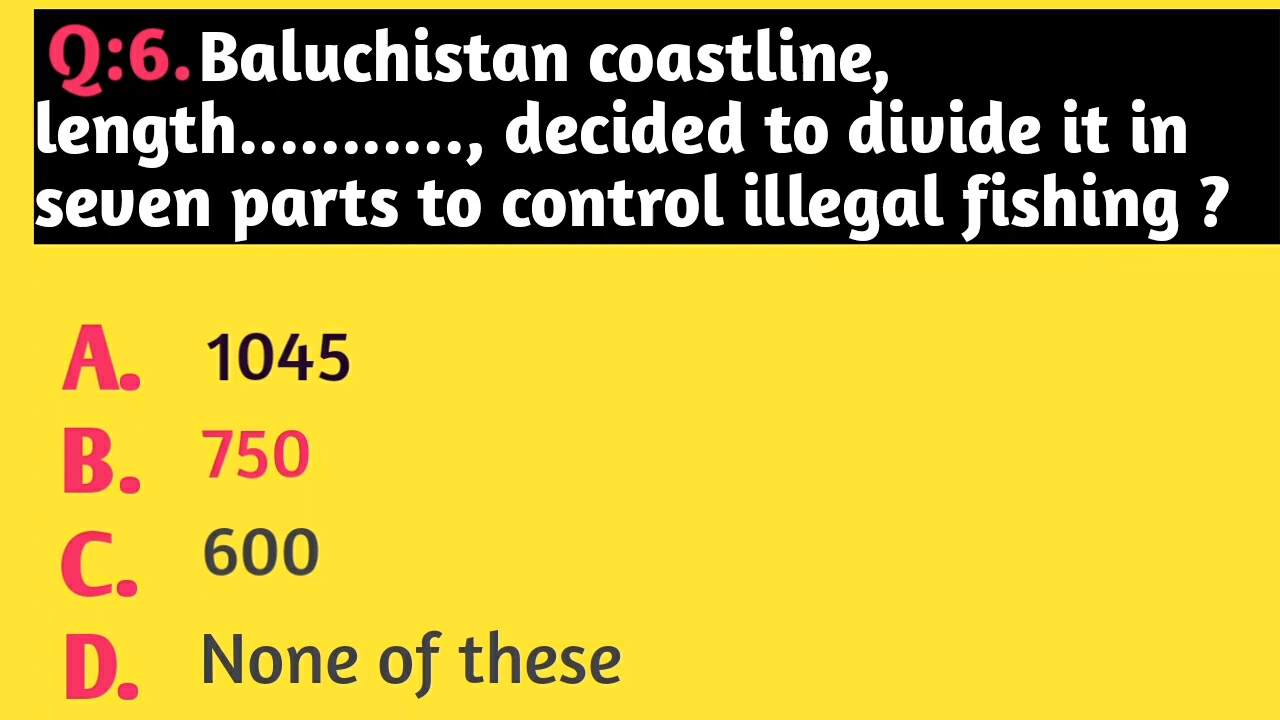 Q:6. Baluchistan coastline,
length..........., decided to divide it in
seven parts to control illegal fishing ?
A. 1045
B. 750
C. 600
D. None of these